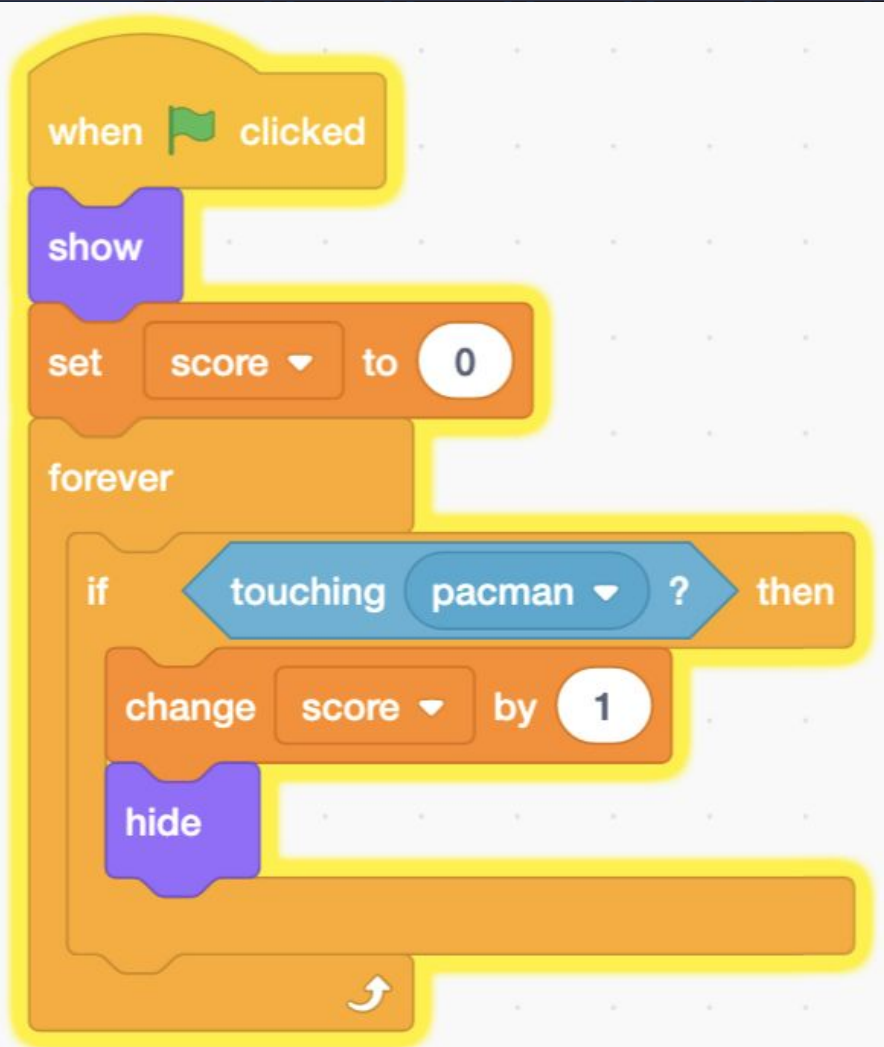 when clicked
show
set score to 0
forever
if touching pacman ? then
change score by 1
hide